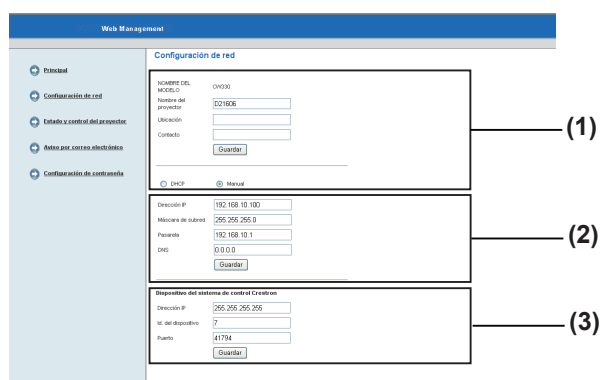 Web Management
Configuración de red
Principal
Configuración de red
Estado y control del proyector
Aviso por correo electrónico
Configuración de contraseña
NOMBRE DEL MODELO OW330
Nombre del proyector D21606
Ubicación
Contacto
Guardar
DHCP Manual
(1)
Dirección IP 192.168.10.100
Máscara de subred 255.255.255.0
Pasarela 192.168.10.1
DNS 0.0.0.0
Guardar
(2)
Dispositivo del sistema de control Crestron
Dirección IP 255.255.255.255
Id. del dispositivo 7
Puerto 41794
Guardar
(3)